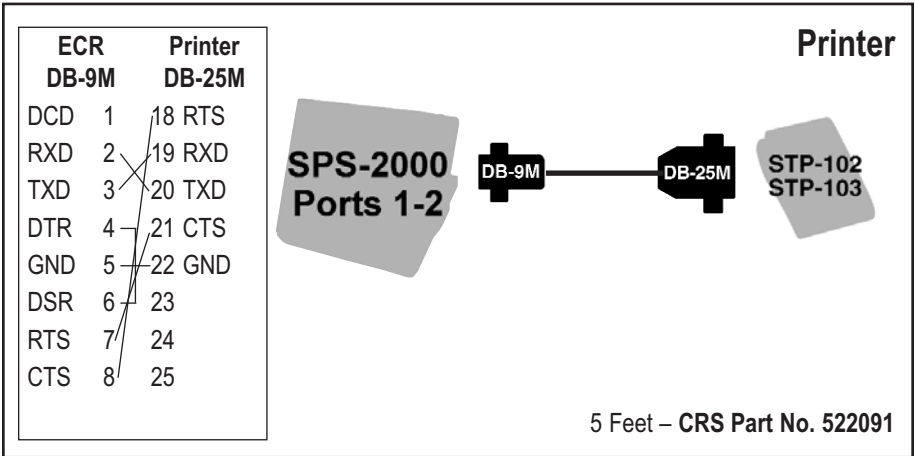 Printer
ECR Printer
DB-9M DB-25M
DCD 1 18 RTS
RXD 2 19 RXD
TXD 3 20 TXD
DTR 4 21 CTS
GND 5 22 GND
DSR 6 23
RTS 7 24
CTS 8 25
SPS-2000
Ports 1-2
DB-9M
DB-25M
STP-102
STP-103
5 Feet – CRS Part No. 522091